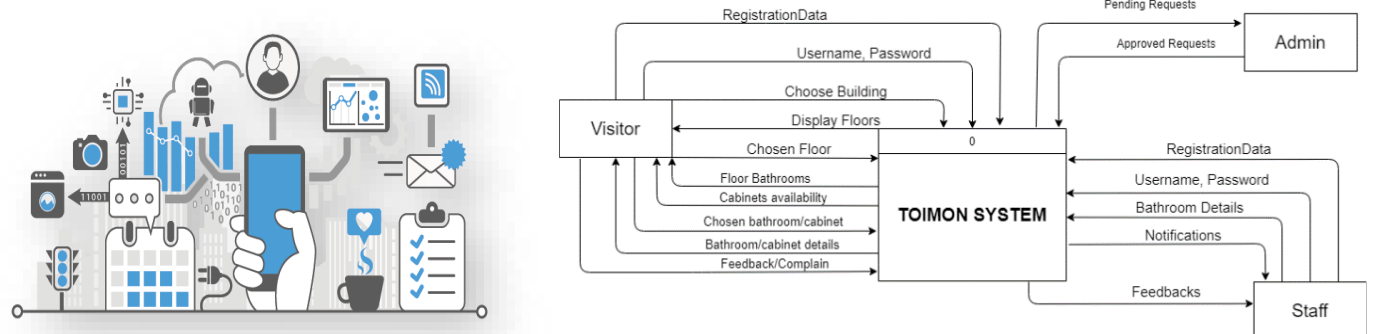 11001
00101
RegistrationData
Username, Password
Choose Building
Display Floors
Visitor
Chosen Floor
Floor Bathrooms
Cabinets availability
Chosen bathroom/cabinet
Bathroom/cabinet details
Feedback/Complain
0
TOIMON SYSTEM
Pending Requests
Approved Requests
Admin
RegistrationData
Username, Password
Bathroom Details
Notifications
Feedbacks
Staff